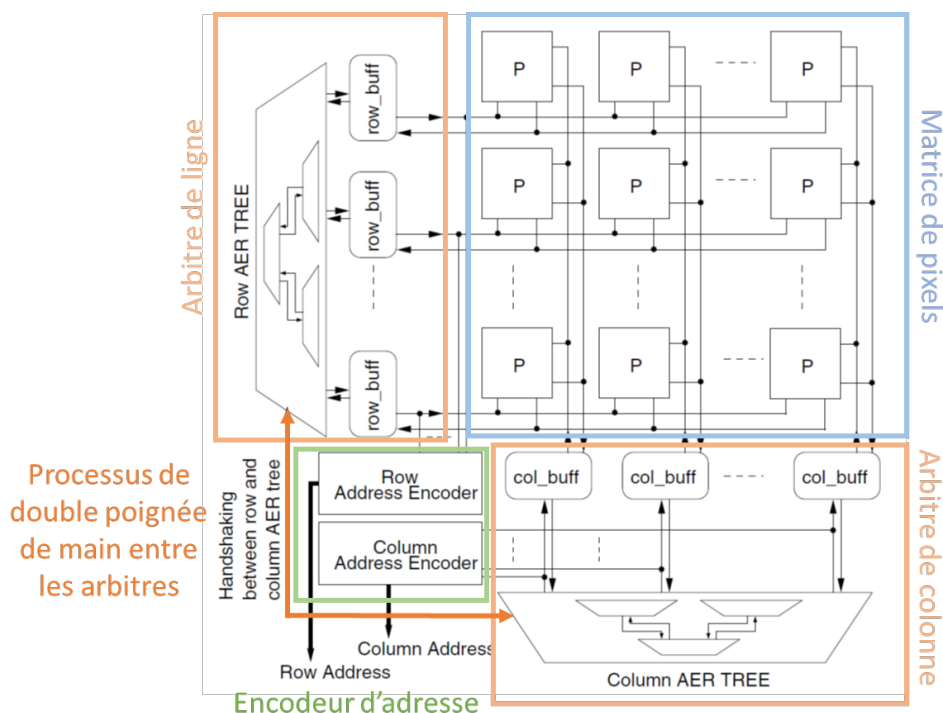 Arbitre de ligne
Row AER TREE
row_buff
row_buff
row_buff
P
P
P
P
P
P
P
P
P
Matrice de pixels
Processus de
double poignée
de main entre
les arbitres
Handshaking
between row and
column AER tree
Row
Address Encoder
Column
Address Encoder
Row Address
Column Address
Encodeur d’adresse
col_buff
col_buff
col_buff
Column AER TREE
Arbitre de colonne